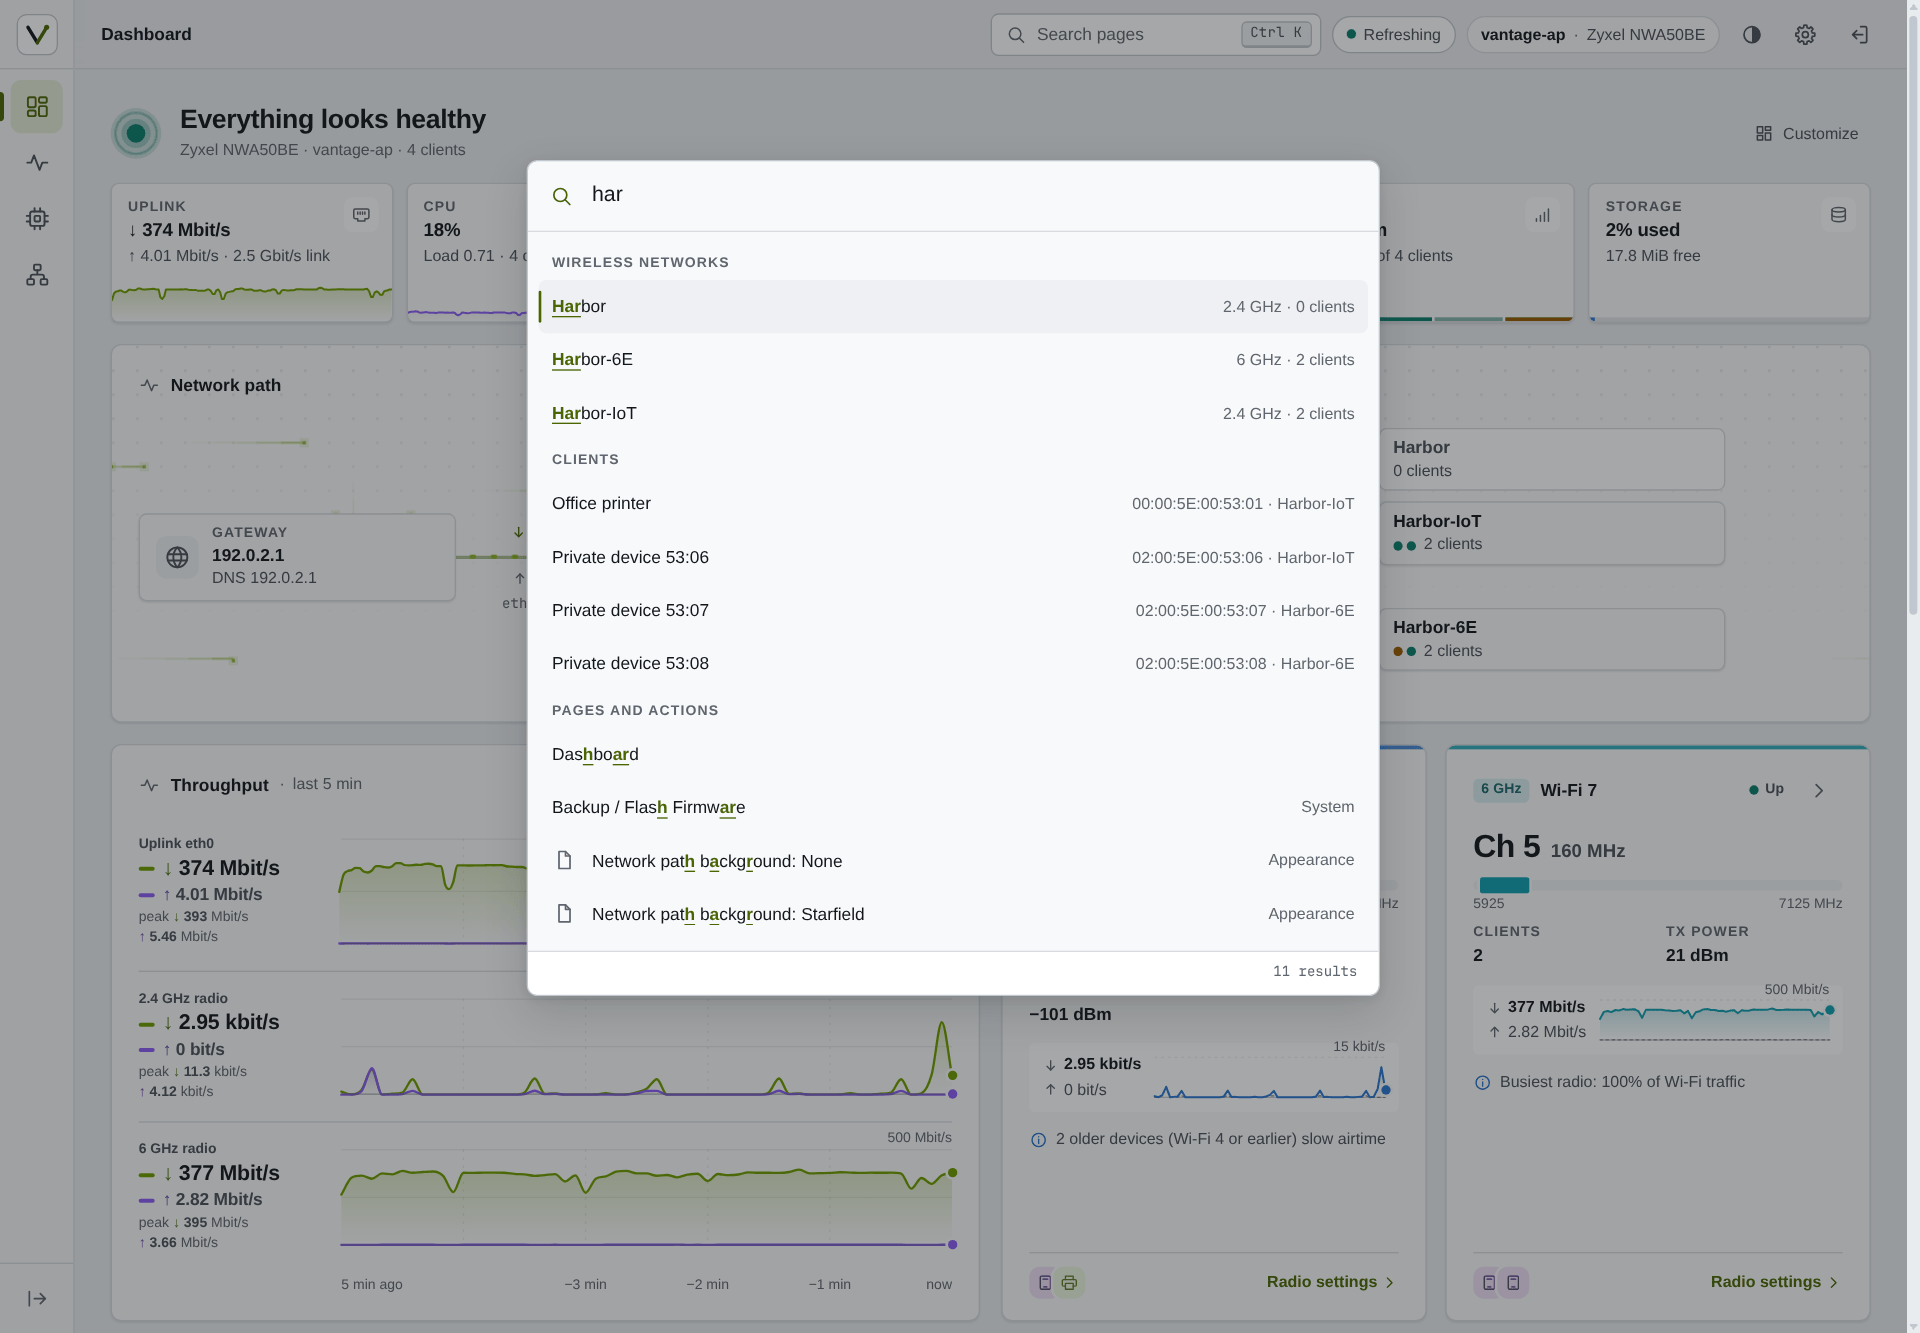 Dashboard
Search pages
Ctrl K
Refreshing
vantage-ap · Zyxel NWA50BE
Everything looks healthy
Zyxel NWA50BE · vantage-ap · 4 clients
Customize
UPLINK
↓ 374 Mbit/s
↑ 4.01 Mbit/s · 2.5 Gbit/s link
CPU
18%
Load 0.71 · 4
of 4 clients
STORAGE
2% used
17.8 MiB free
har
WIRELESS NETWORKS
Harbor
2.4 GHz · 0 clients
Harbor-6E
6 GHz · 2 clients
Harbor-IoT
2.4 GHz · 2 clients
CLIENTS
Office printer
00:00:5E:00:53:01 · Harbor-IoT
Private device 53:06
02:00:5E:00:53:06 · Harbor-IoT
Private device 53:07
02:00:5E:00:53:07 · Harbor-6E
Private device 53:08
02:00:5E:00:53:08 · Harbor-6E
PAGES AND ACTIONS
Dashboard
Backup / Flash Firmware
System
Network path background: None
Appearance
Network path background: Starfield
Appearance
11 results
Network path
GATEWAY
192.0.2.1
DNS 192.0.2.1
↓
↑
eth
Harbor
0 clients
Harbor-IoT
2 clients
Harbor-6E
2 clients
Throughput · last 5 min
Uplink eth0
↓ 374 Mbit/s
↑ 4.01 Mbit/s
peak ↓ 393 Mbit/s
↑ 5.46 Mbit/s
2.4 GHz radio
↓ 2.95 kbit/s
↑ 0 bit/s
peak ↓ 11.3 kbit/s
↑ 4.12 kbit/s
6 GHz radio
500 Mbit/s
↓ 377 Mbit/s
↑ 2.82 Mbit/s
peak ↓ 395 Mbit/s
↑ 3.66 Mbit/s
5 min ago
−3 min
−2 min
−1 min
now
Hz
−101 dBm
15 kbit/s
↓ 2.95 kbit/s
↑ 0 bit/s
2 older devices (Wi-Fi 4 or earlier) slow airtime
Radio settings
6 GHz
Wi-Fi 7
Up
Ch 5 160 MHz
5925
7125 MHz
CLIENTS
2
TX POWER
21 dBm
500 Mbit/s
↓ 377 Mbit/s
↑ 2.82 Mbit/s
Busiest radio: 100% of Wi-Fi traffic
Radio settings